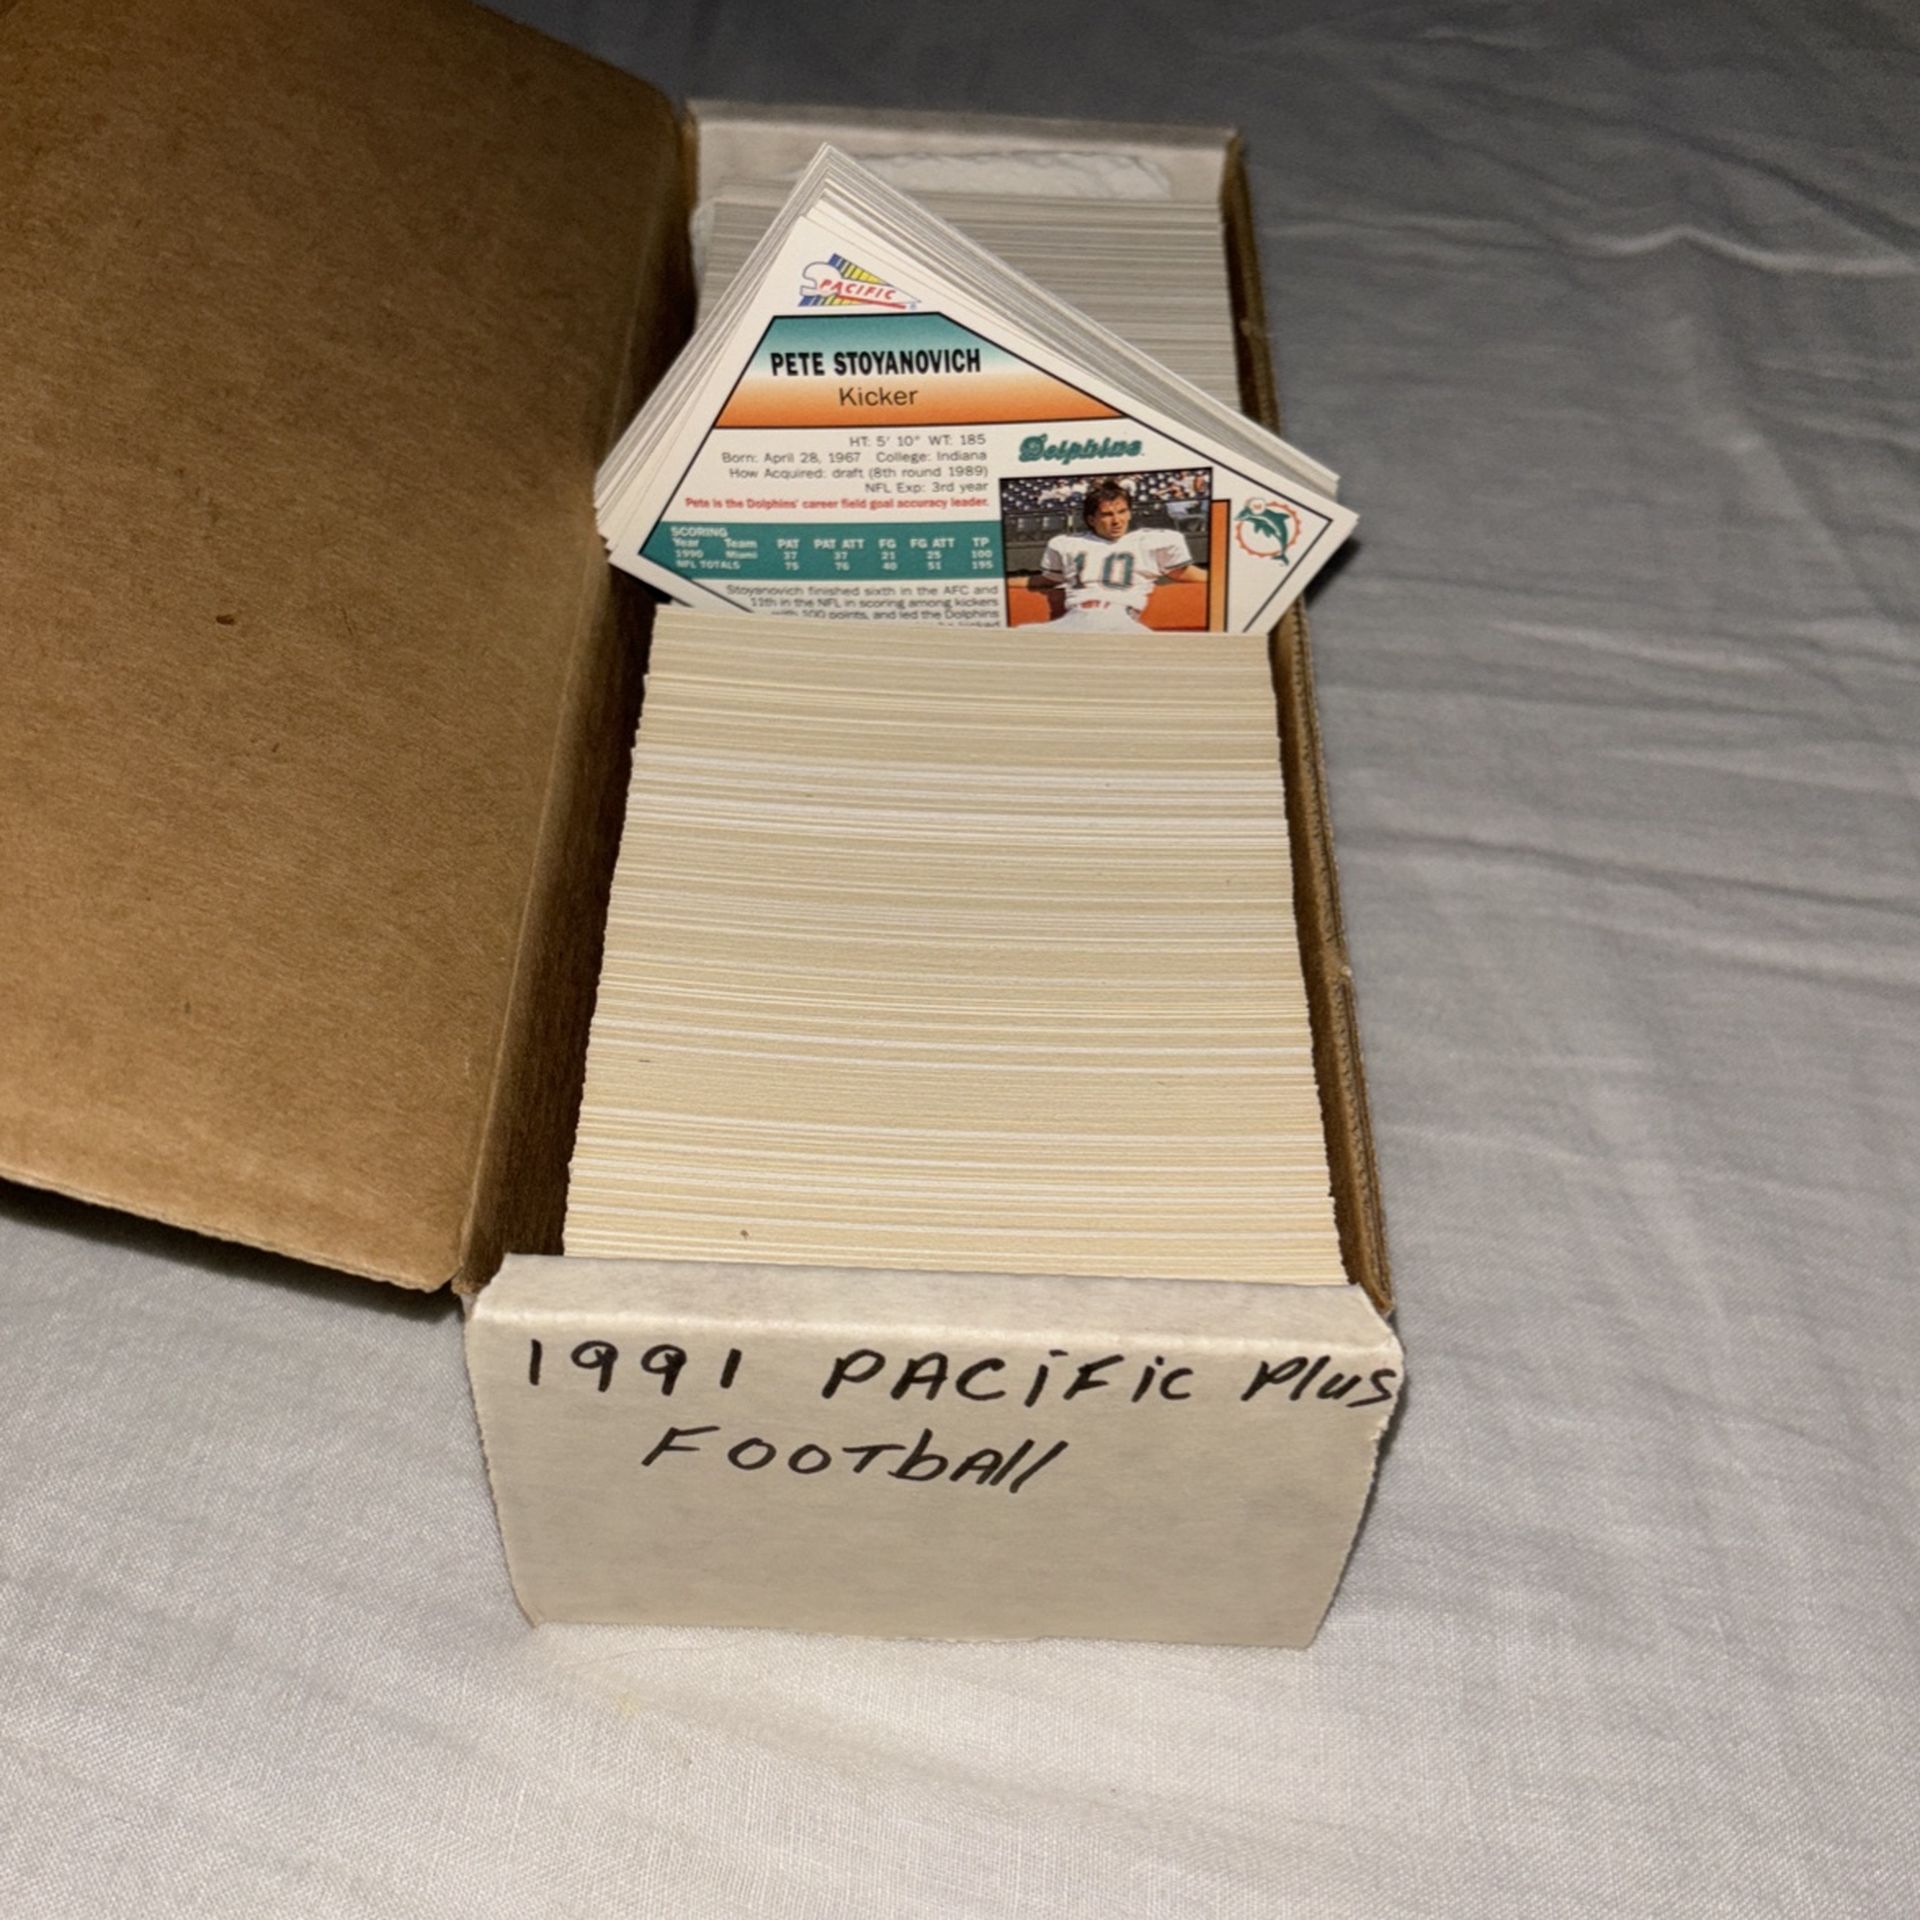 PACIFIC
PETE STOYANOVICH
Kicker
HT: 5' 10" WT: 185
Born: April 28, 1967 College: Indiana
How Acquired: draft (8th round 1989)
NFL Exp: 3rd year
Pete is the Dolphins' career field goal accuracy leader.
Dolphins
SCORING
Year Team PAT PAT ATT FG FG ATT TP
1990 Miami 37 37 21 25 100
NFL TOTALS 75 76 40 51 195
Stoyanovich finished sixth in the AFC and
11th in the NFL in scoring among kickers
with 100 points, and led the Dolphins
10
1991 PACiFiC Plus
FOOTbAll